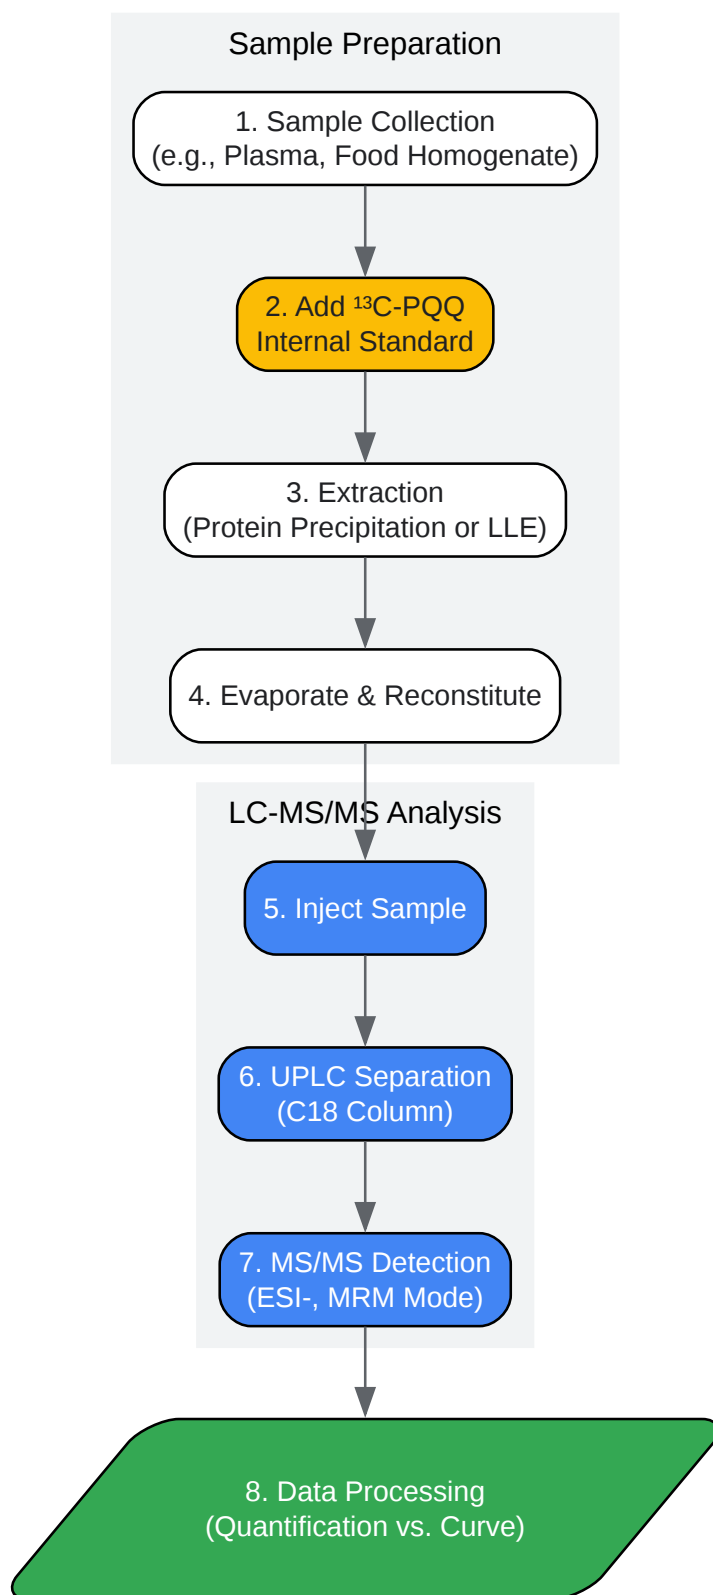 Sample Preparation
1. Sample Collection
(e.g., Plasma, Food Homogenate)
2. Add ¹³C-PQQ
Internal Standard
3. Extraction
(Protein Precipitation or LLE)
4. Evaporate & Reconstitute
LC-MS/MS Analysis
5. Inject Sample
6. UPLC Separation
(C18 Column)
7. MS/MS Detection
(ESI-, MRM Mode)
8. Data Processing
(Quantification vs. Curve)